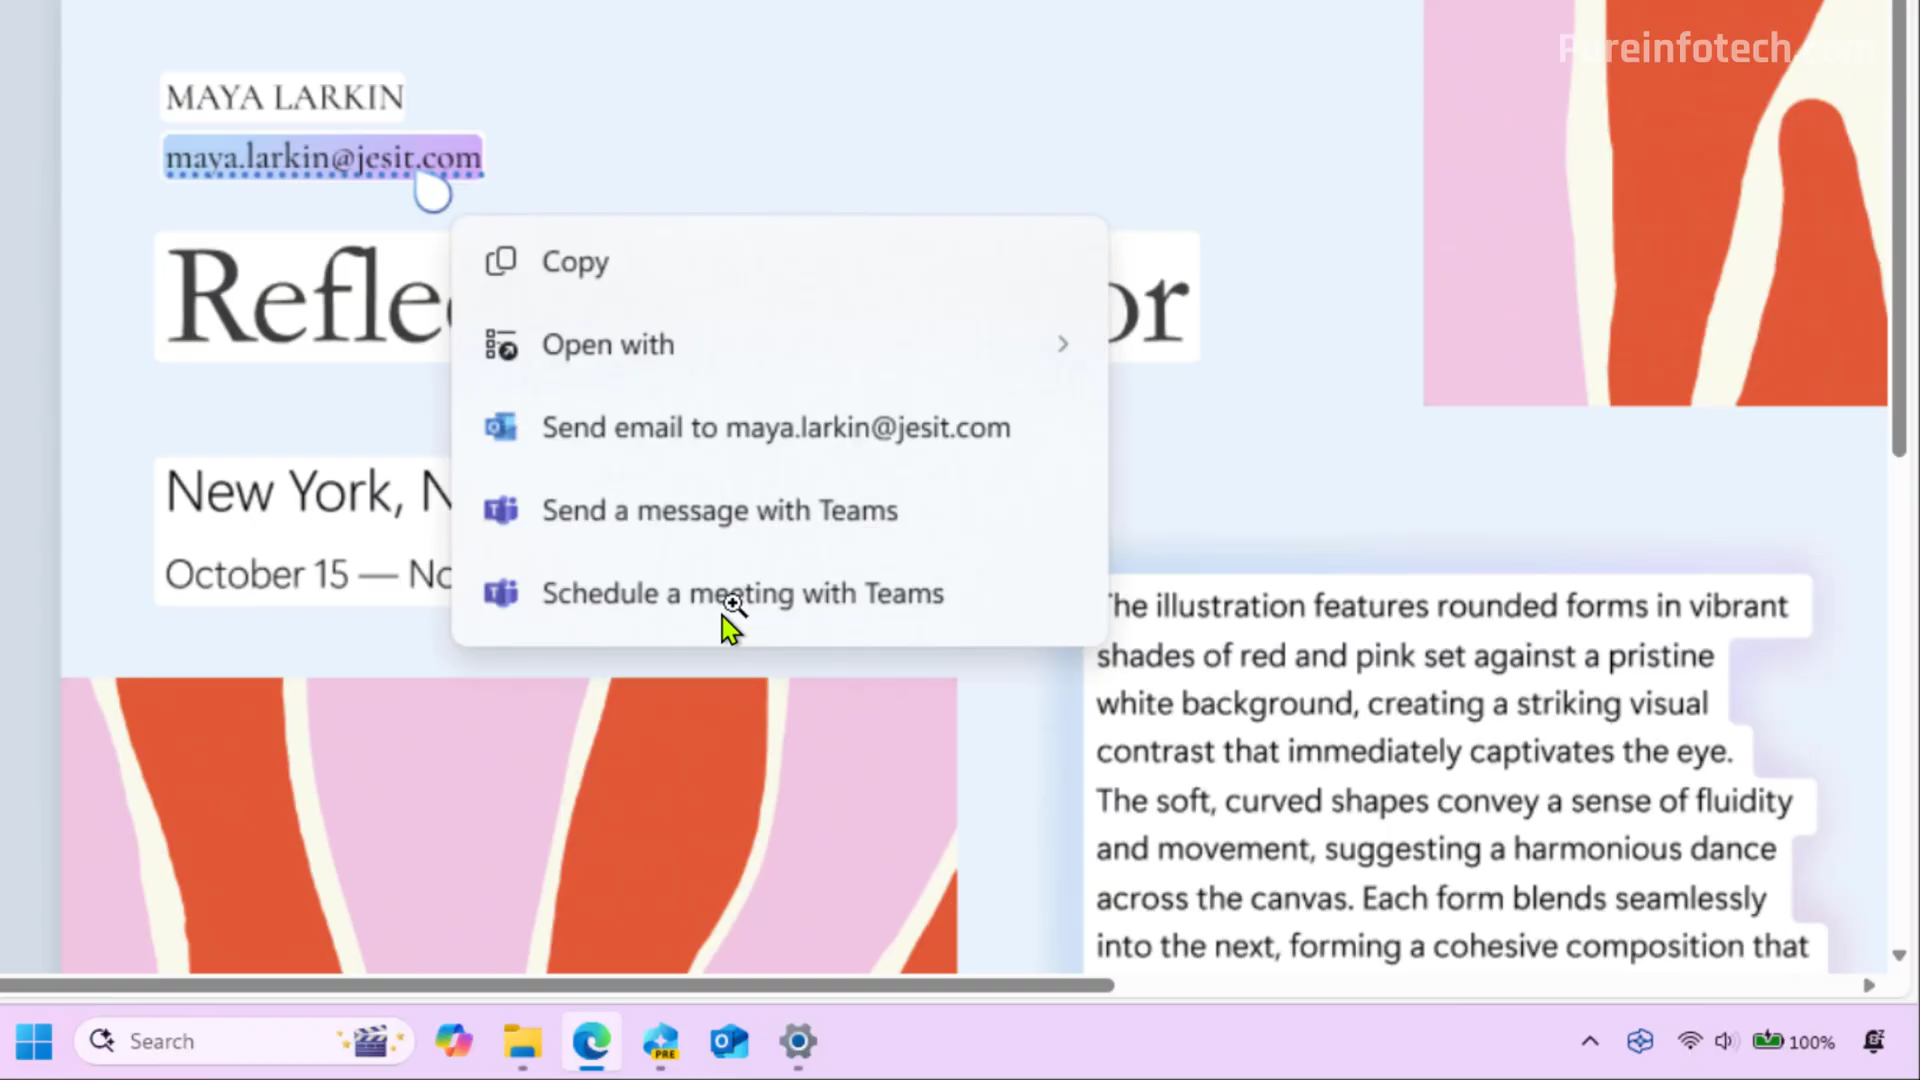 Pureinfotech.com
MAYA LARKIN
maya.larkin@jesit.com
Copy
Open with
Send email to maya.larkin@jesit.com
Send a message with Teams
Schedule a meeting with Teams
New York, N
October 15 — No
The illustration features rounded forms in vibrant
shades of red and pink set against a pristine
white background, creating a striking visual
contrast that immediately captivates the eye.
The soft, curved shapes convey a sense of fluidity
and movement, suggesting a harmonious dance
across the canvas. Each form blends seamlessly
into the next, forming a cohesive composition that
Search
PRE
100%